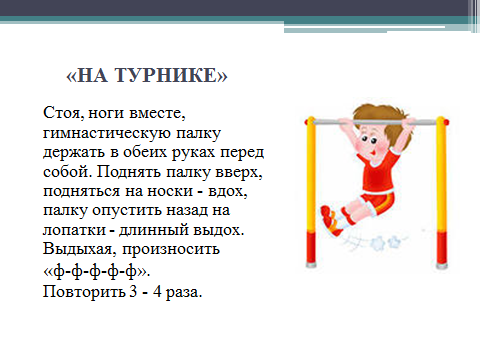 «НА ТУРНИКЕ»
Стоя, ноги вместе,
гимнастическую палку
держать в обеих руках перед
собой. Поднять палку вверх,
подняться на носки - вдох,
палку опустить назад на
лопатки - длинный выдох.
Выдыхая, произносить
«ф-ф-ф-ф-ф».
Повторить 3 - 4 раза.